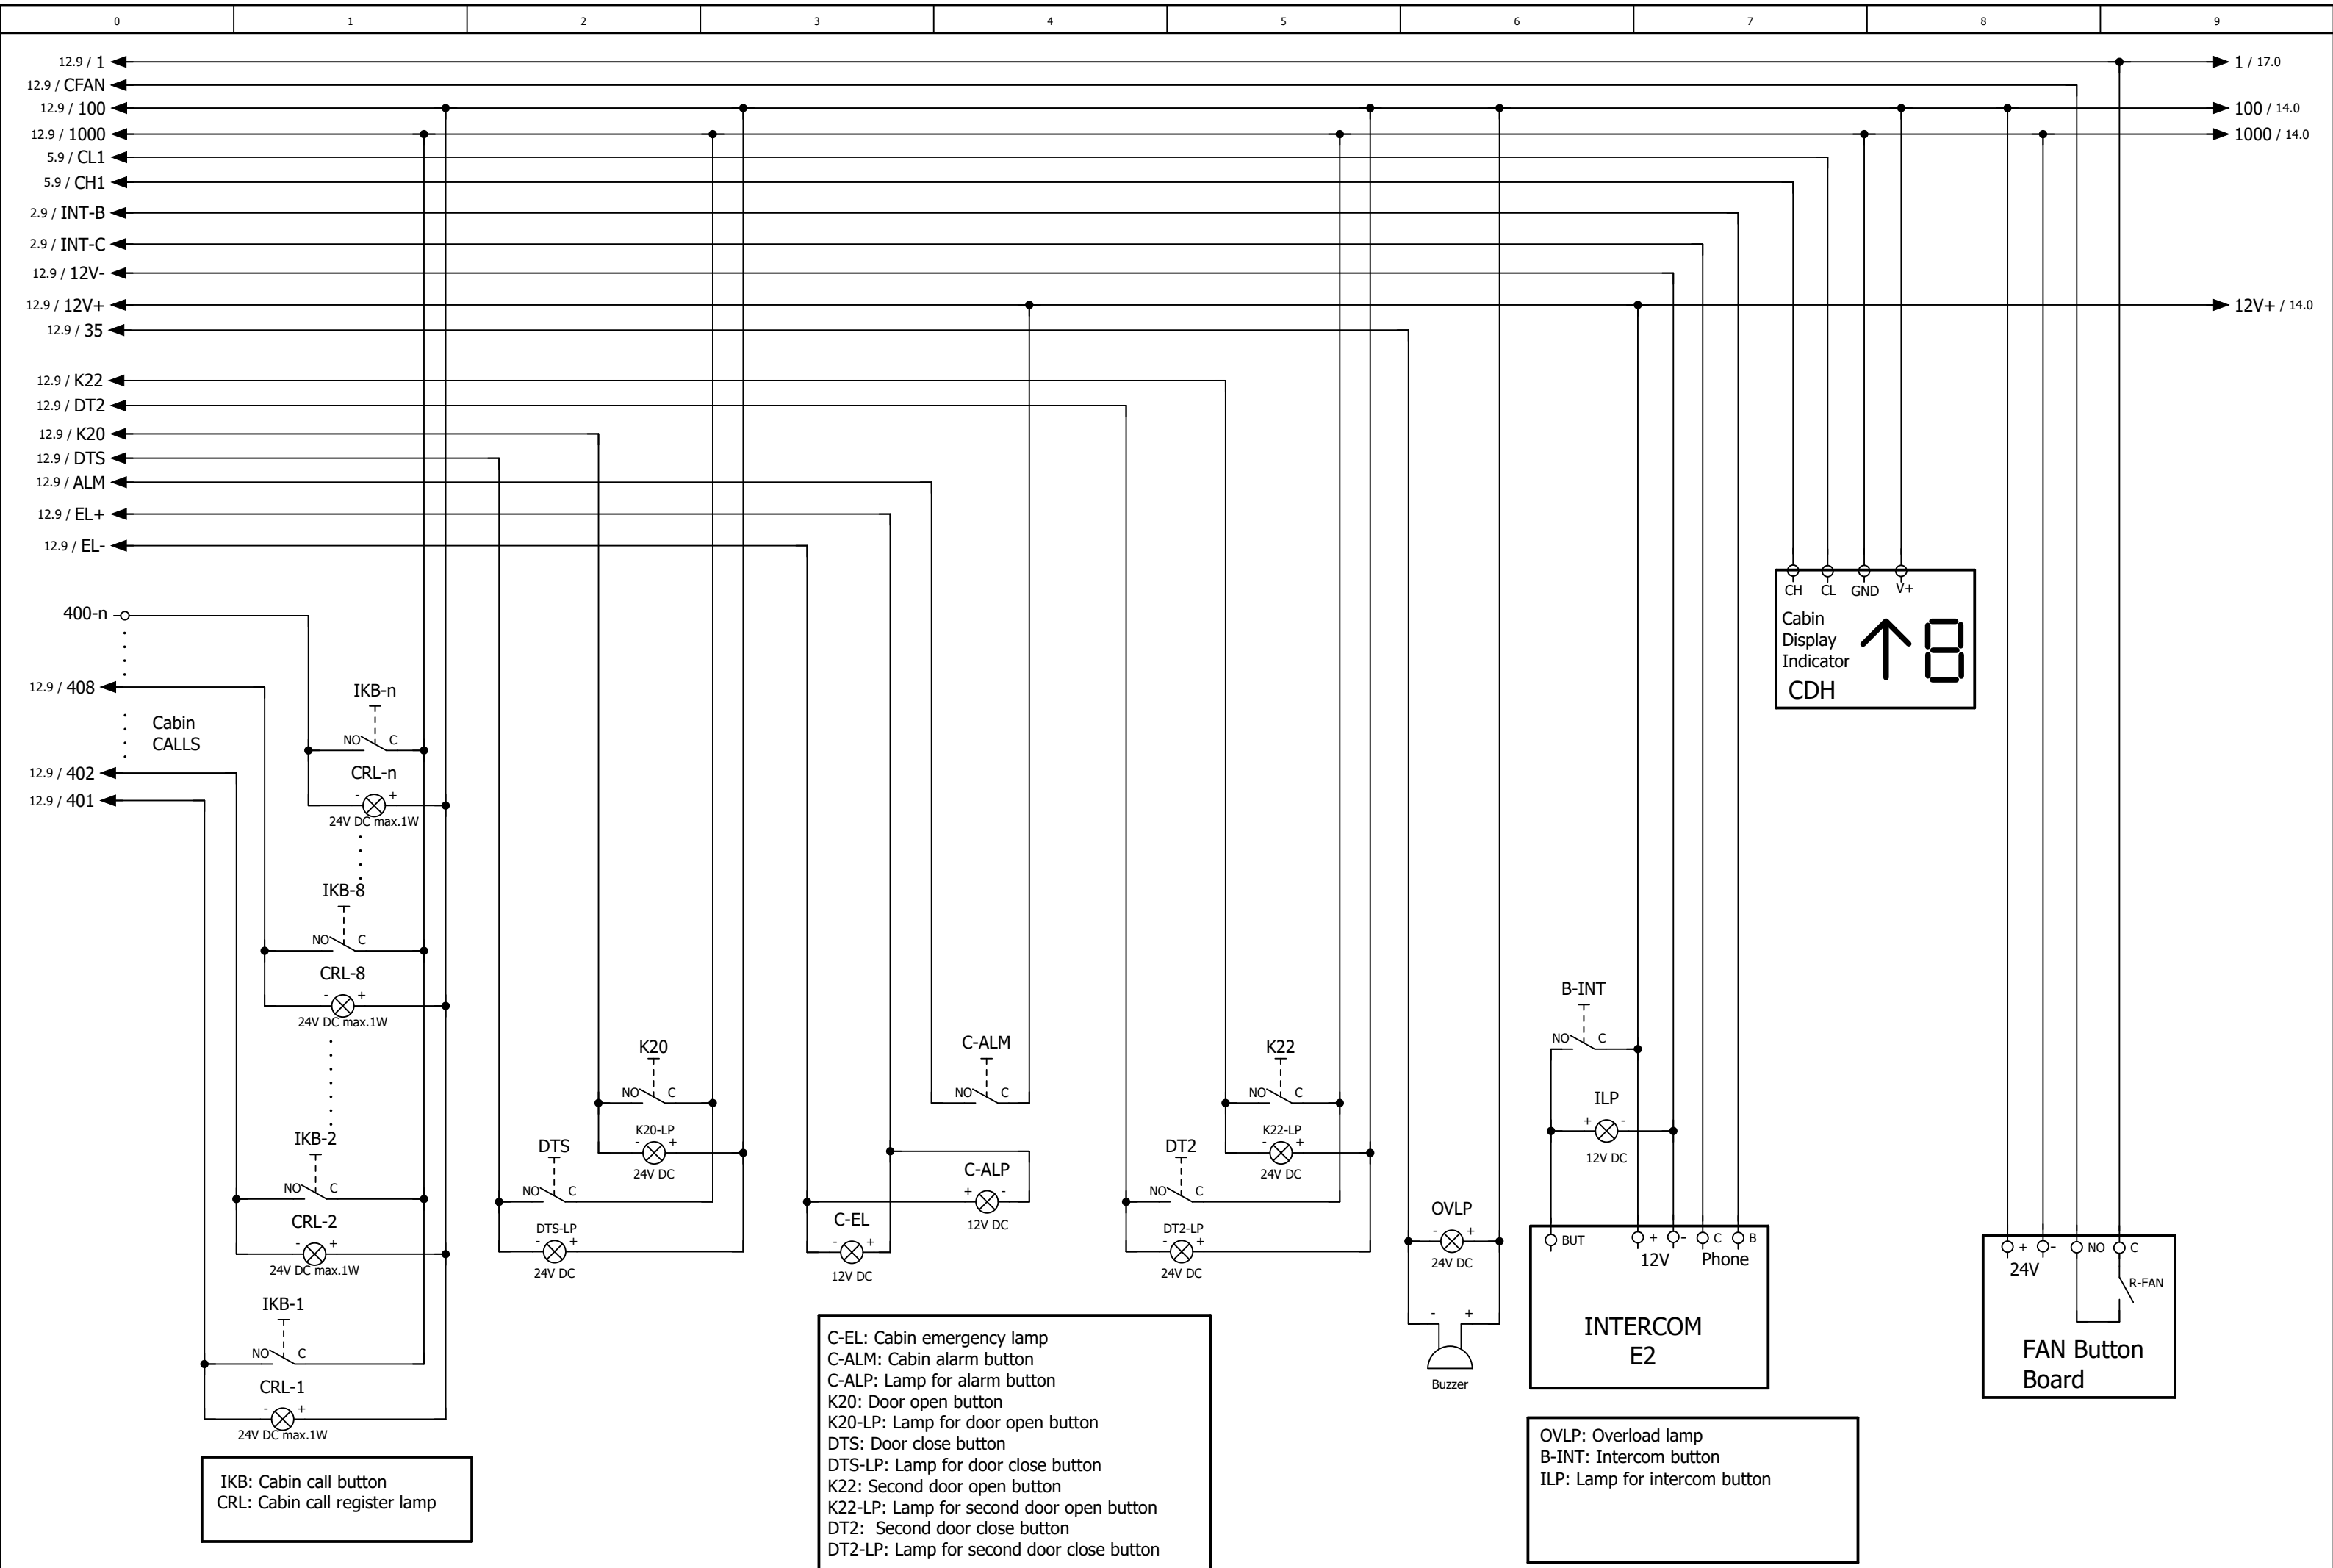 0 1 2 3 4 5 6 7 8 9
12.9 / 1
1 / 17.0
12.9 / CFAN
12.9 / 100
100 / 14.0
12.9 / 1000
1000 / 14.0
5.9 / CL1
5.9 / CH1
2.9 / INT-B
2.9 / INT-C
12.9 / 12V-
12.9 / 12V+
12V+ / 14.0
12.9 / 35
12.9 / K22
12.9 / DT2
12.9 / K20
12.9 / DTS
12.9 / ALM
12.9 / EL+
12.9 / EL-
400-n
12.9 / 408
Cabin
CALLS
12.9 / 402
12.9 / 401
IKB-n
NO C
CRL-n
- +
24V DC max.1W
IKB-8
NO C
CRL-8
- +
24V DC max.1W
IKB-2
NO C
CRL-2
- +
24V DC max.1W
IKB-1
NO C
CRL-1
- +
24V DC max.1W
IKB: Cabin call button
CRL: Cabin call register lamp
K20
NO C
K20-LP
- +
24V DC
DTS
NO C
DTS-LP
- +
24V DC
C-ALM
NO C
C-ALP
+ -
12V DC
C-EL
- +
12V DC
K22
NO C
K22-LP
- +
24V DC
DT2
NO C
DT2-LP
- +
24V DC
C-EL: Cabin emergency lamp
C-ALM: Cabin alarm button
C-ALP: Lamp for alarm button
K20: Door open button
K20-LP: Lamp for door open button
DTS: Door close button
DTS-LP: Lamp for door close button
K22: Second door open button
K22-LP: Lamp for second door open button
DT2: Second door close button
DT2-LP: Lamp for second door close button
OVLP
- +
24V DC
- +
Buzzer
B-INT
NO C
ILP
+ -
12V DC
BUT + - C B
12V Phone
INTERCOM
E2
OVLP: Overload lamp
B-INT: Intercom button
ILP: Lamp for intercom button
CH CL GND V+
Cabin
Display
Indicator
CDH
8
+ - NO C
24V
R-FAN
FAN Button
Board